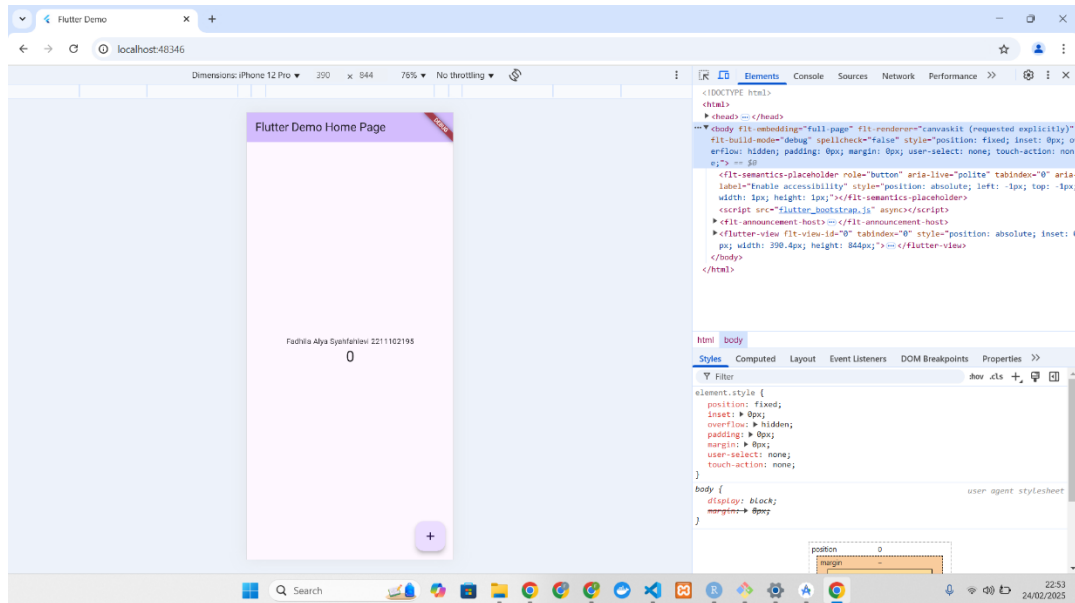 Flutter Demo
localhost:48346
Dimensions: iPhone 12 Pro 390 × 844 76% No throttling
Elements Console Sources Network Performance
Flutter Demo Home Page
DEBUG
Fadhila Alya Syahfahlevi 2211102195
0
+
<!DOCTYPE html>
<html>
<head> ⋯ </head>
<body flt-embedding="full-page" flt-renderer="canvaskit (requested explicitly)"
flt-build-mode="debug" spellcheck="false" style="position: fixed; inset: 0px; o
erflow: hidden; padding: 0px; margin: 0px; user-select: none; touch-action: non
e;"> == $0
<flt-semantics-placeholder role="button" aria-live="polite" tabindex="0" aria-
label="Enable accessibility" style="position: absolute; left: -1px; top: -1px;
width: 1px; height: 1px;"></flt-semantics-placeholder>
<script src="flutter_bootstrap.js" async></script>
<flt-announcement-host> ⋯ </flt-announcement-host>
<flutter-view flt-view-id="0" tabindex="0" style="position: absolute; inset:
px; width: 390.4px; height: 844px;"> ⋯ </flutter-view>
</body>
</html>
html body
Styles Computed Layout Event Listeners DOM Breakpoints Properties
Filter :hov .cls +
element.style {
position: fixed;
inset: 0px;
overflow: hidden;
padding: 0px;
margin: 0px;
user-select: none;
touch-action: none;
}
body { user agent stylesheet
display: block;
margin: 8px;
}
position 0
margin -
Search
22:53
24/02/2025